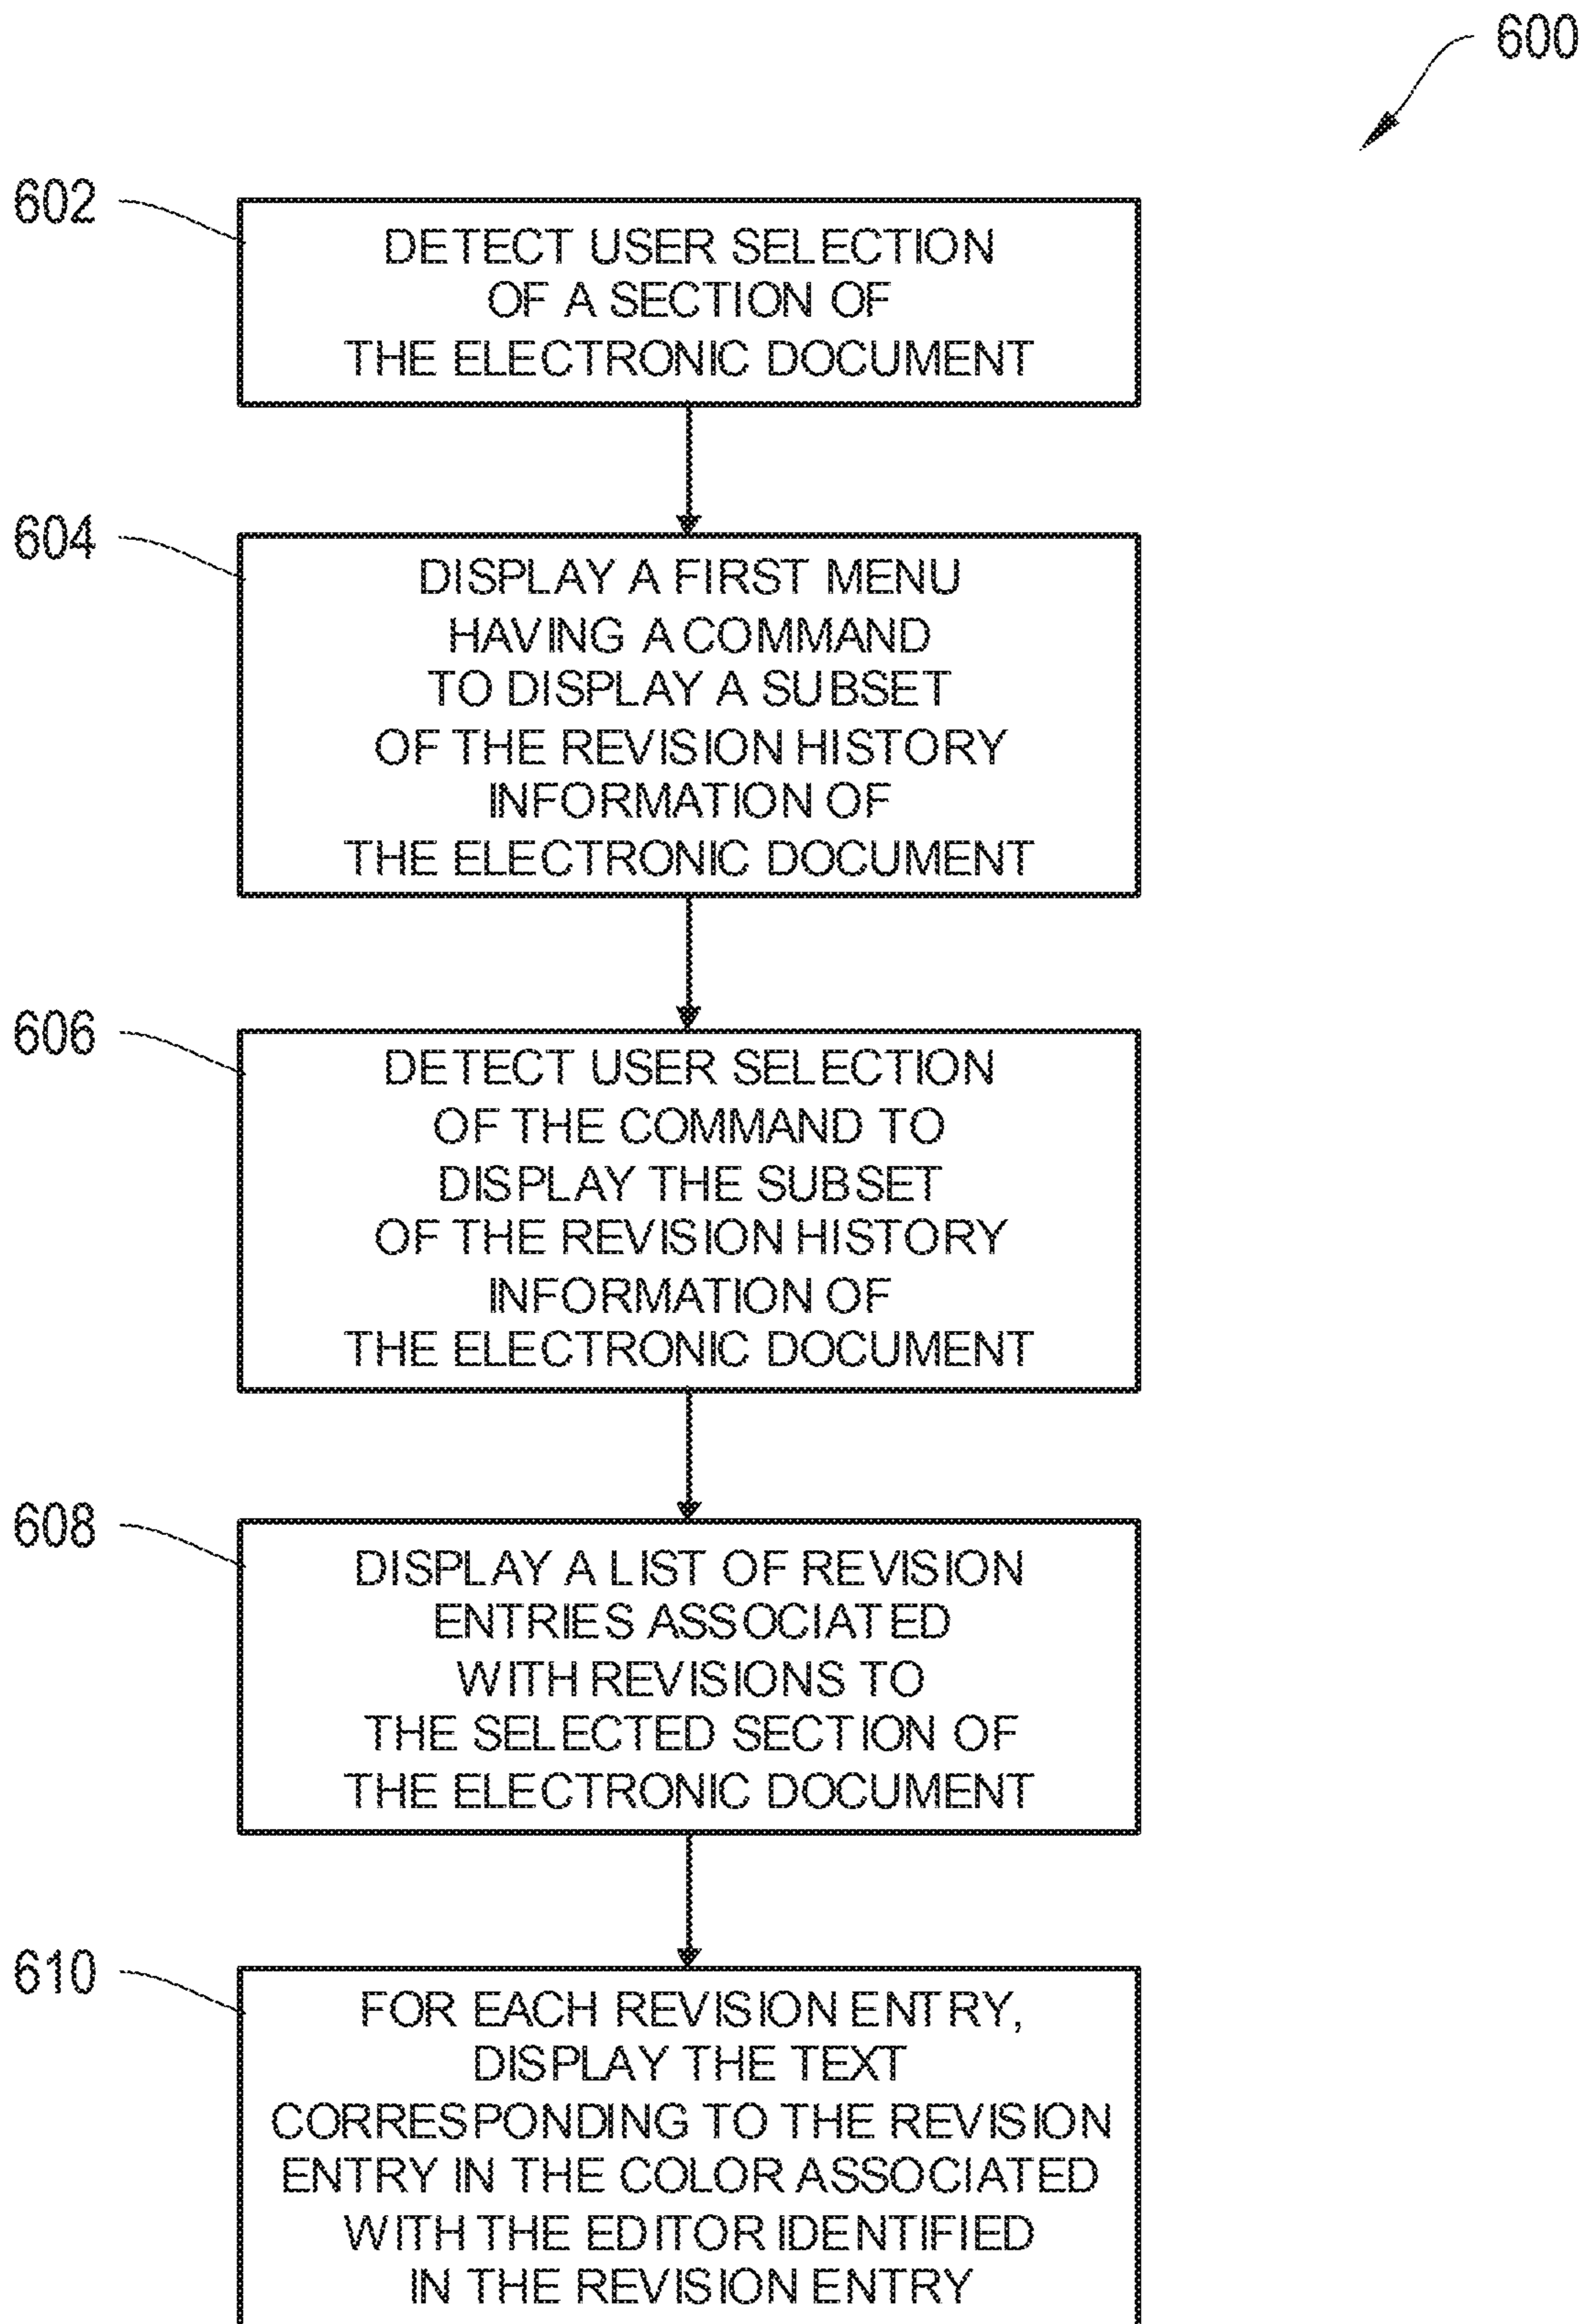 600
602
DETECT USER SELECTION
OF A SECTION OF
THE ELECTRONIC DOCUMENT
604
DISPLAY A FIRST MENU
HAVING A COMMAND
TO DISPLAY A SUBSET
OF THE REVISION HISTORY
INFORMATION OF
THE ELECTRONIC DOCUMENT
606
DETECT USER SELECTION
OF THE COMMAND TO
DISPLAY THE SUBSET
OF THE REVISION HISTORY
INFORMATION OF
THE ELECTRONIC DOCUMENT
608
DISPLAY A LIST OF REVISION
ENTRIES ASSOCIATED
WITH REVISIONS TO
THE SELECTED SECTION OF
THE ELECTRONIC DOCUMENT
610
FOR EACH REVISION ENTRY,
DISPLAY THE TEXT
CORRESPONDING TO THE REVISION
ENTRY IN THE COLOR ASSOCIATED
WITH THE EDITOR IDENTIFIED
IN THE REVISION ENTRY